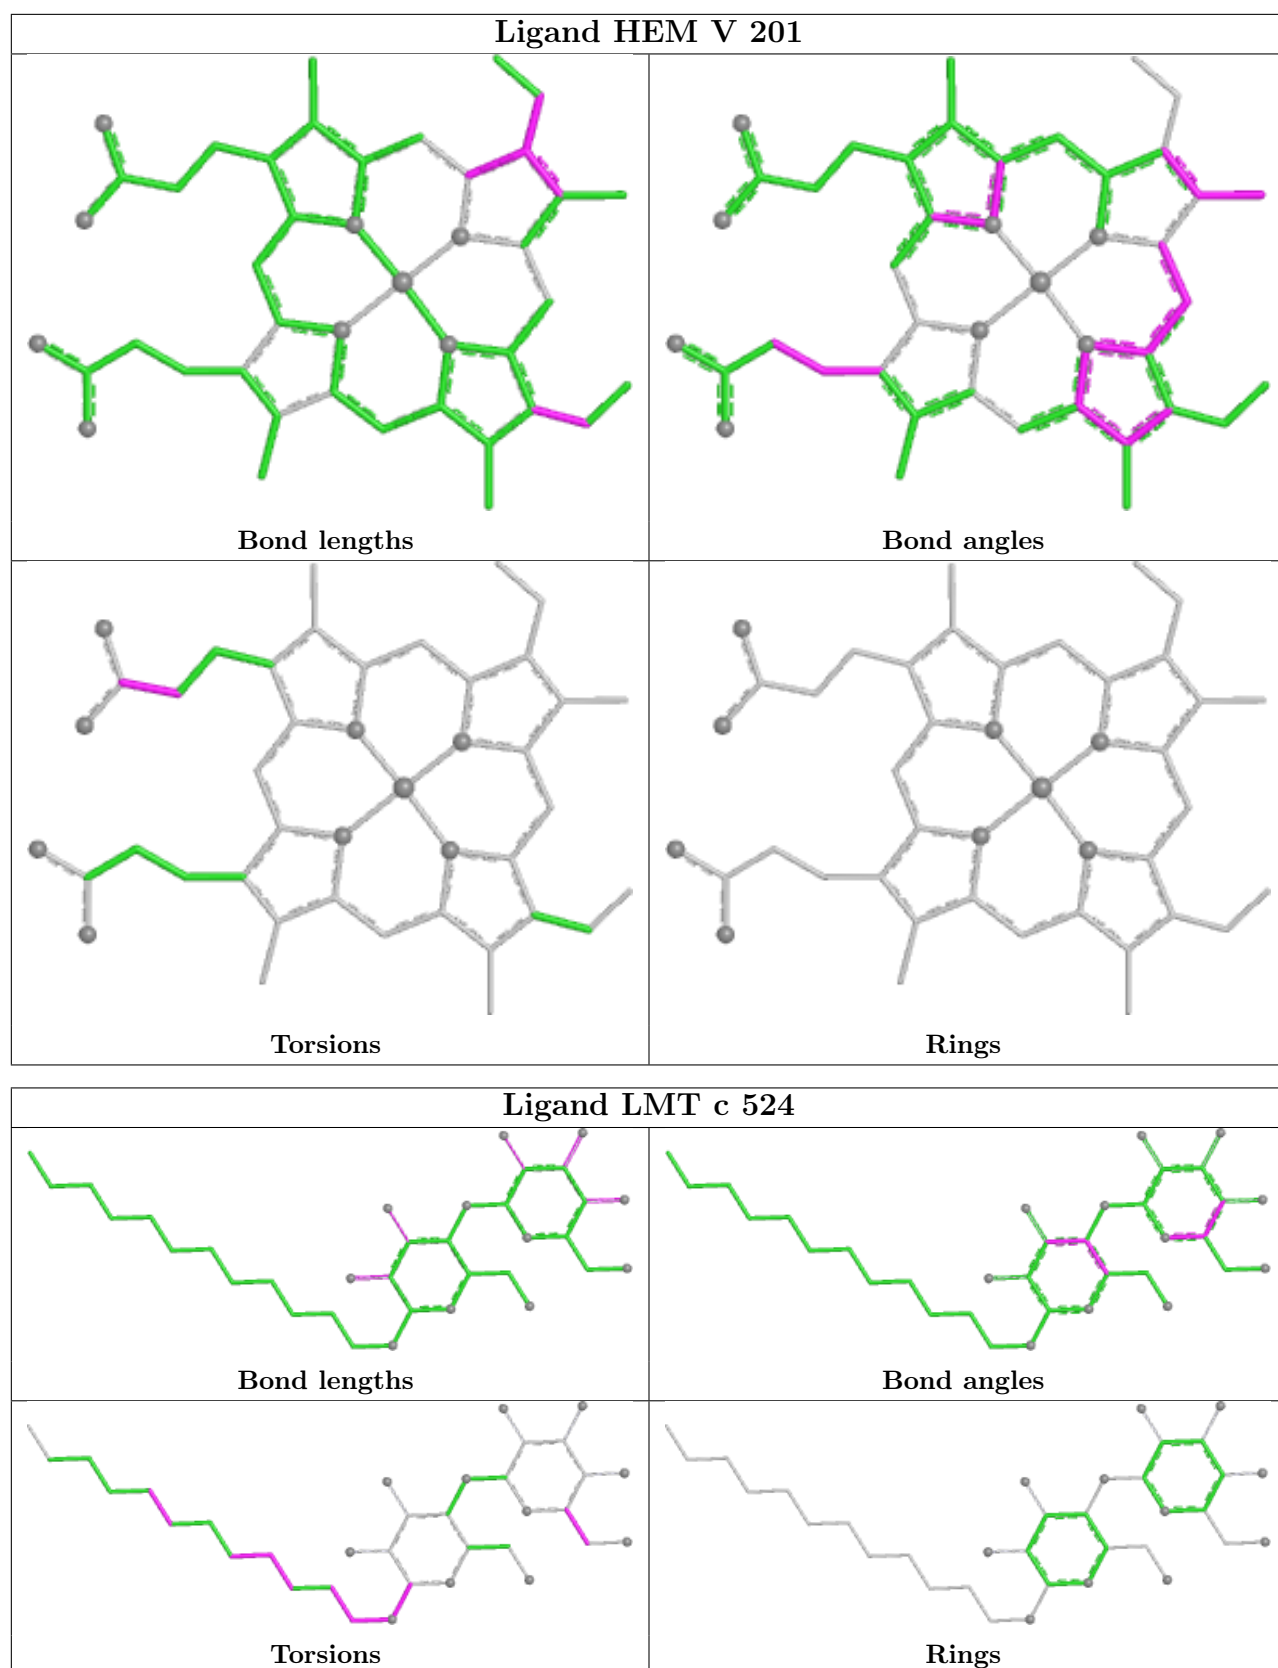 Ligand HEM V 201
Bond lengths
Bond angles
Torsions
Rings
Ligand LMT c 524
Bond lengths
Bond angles
Torsions
Rings